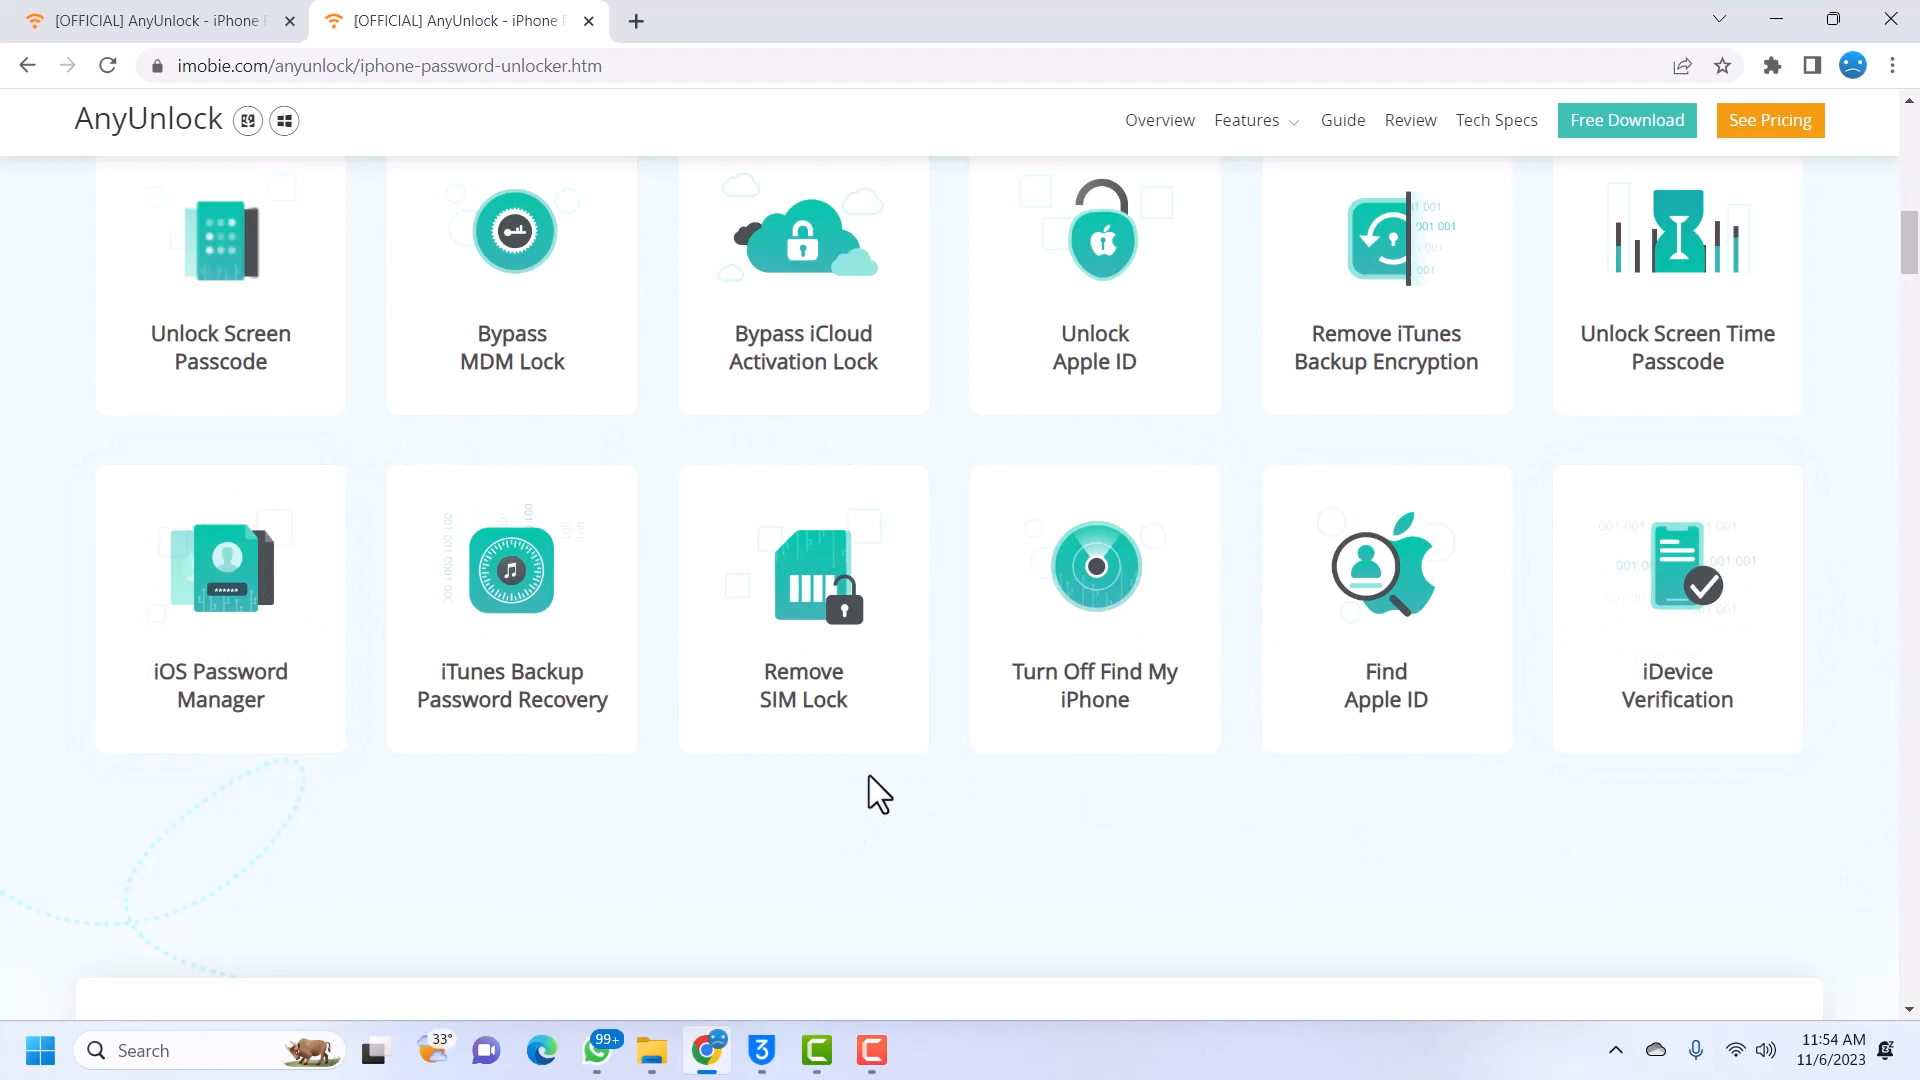 [OFFICIAL] AnyUnlock - iPhone
[OFFICIAL] AnyUnlock - iPhone
imobie.com/anyunlock/iphone-password-unlocker.htm
AnyUnlock
Overview
Features
Guide
Review
Tech Specs
Free Download
See Pricing
Unlock Screen
Passcode
Bypass
MDM Lock
Bypass iCloud
Activation Lock
Unlock
Apple ID
Remove iTunes
Backup Encryption
Unlock Screen Time
Passcode
iOS Password
Manager
iTunes Backup
Password Recovery
Remove
SIM Lock
Turn Off Find My
iPhone
Find
Apple ID
iDevice
Verification
Search
33°
99+
11:54 AM
11/6/2023